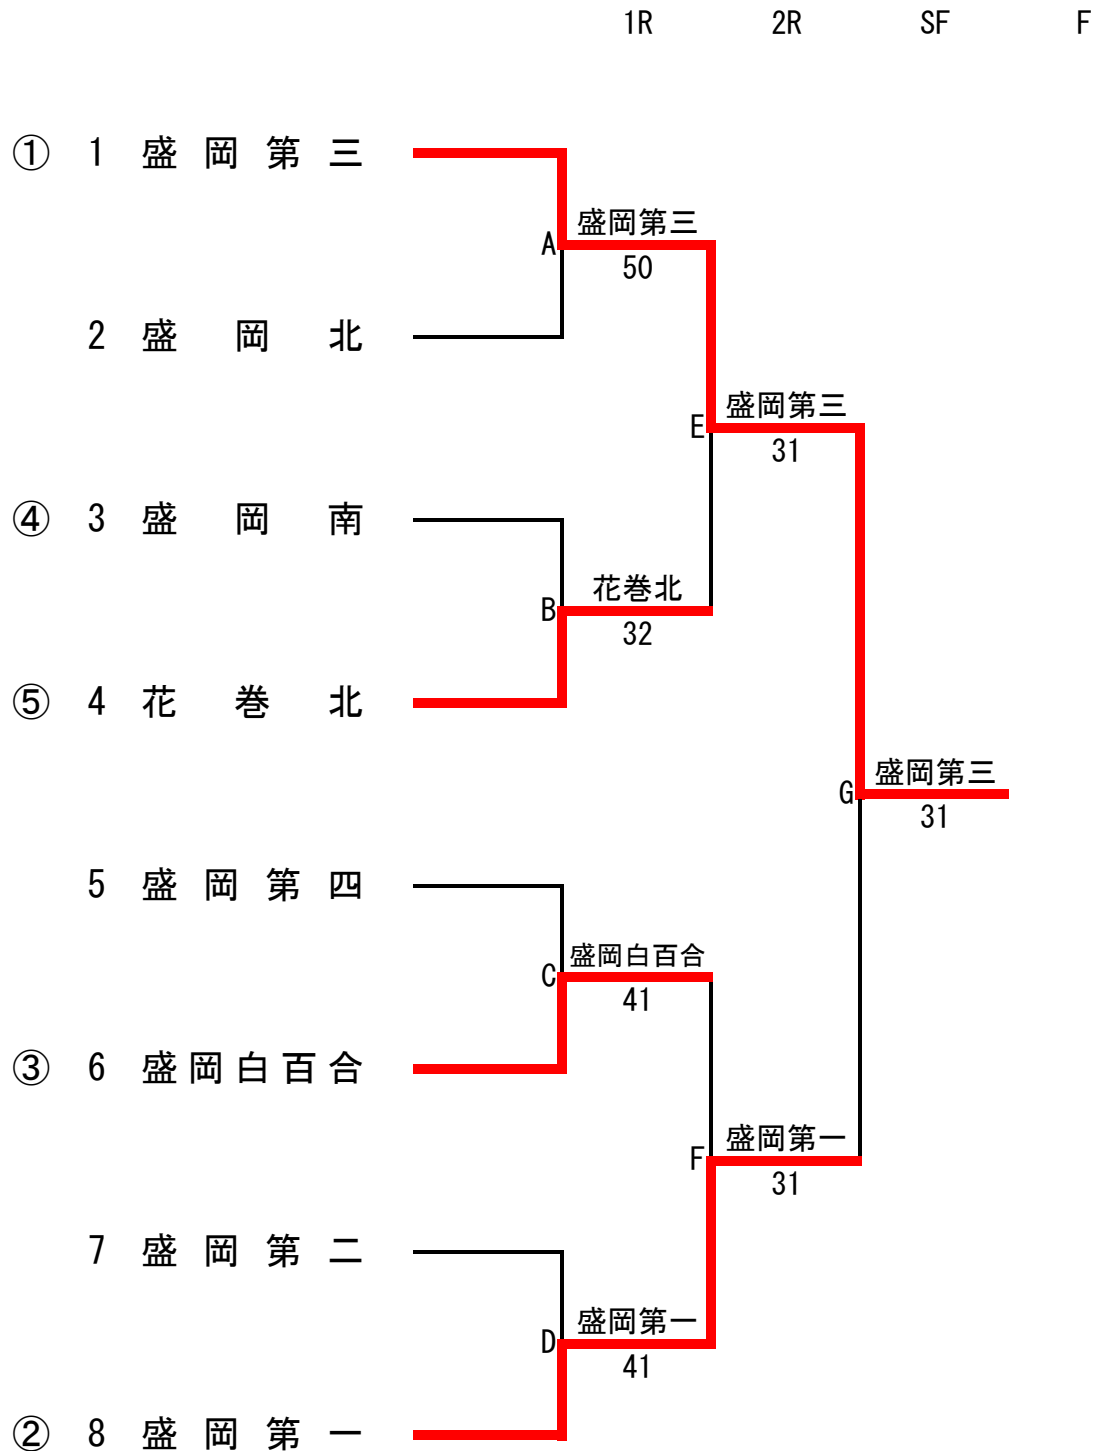 1R 2R SF F
① 1 盛岡第三
盛岡第三
A
50
2 盛岡北
盛岡第三
E
31
④ 3 盛岡南
花巻北
B
32
⑤ 4 花巻北
盛岡第三
G
31
5 盛岡第四
盛岡白百合
C
41
③ 6 盛岡白百合
盛岡第一
F
31
7 盛岡第二
盛岡第一
D
41
② 8 盛岡第一